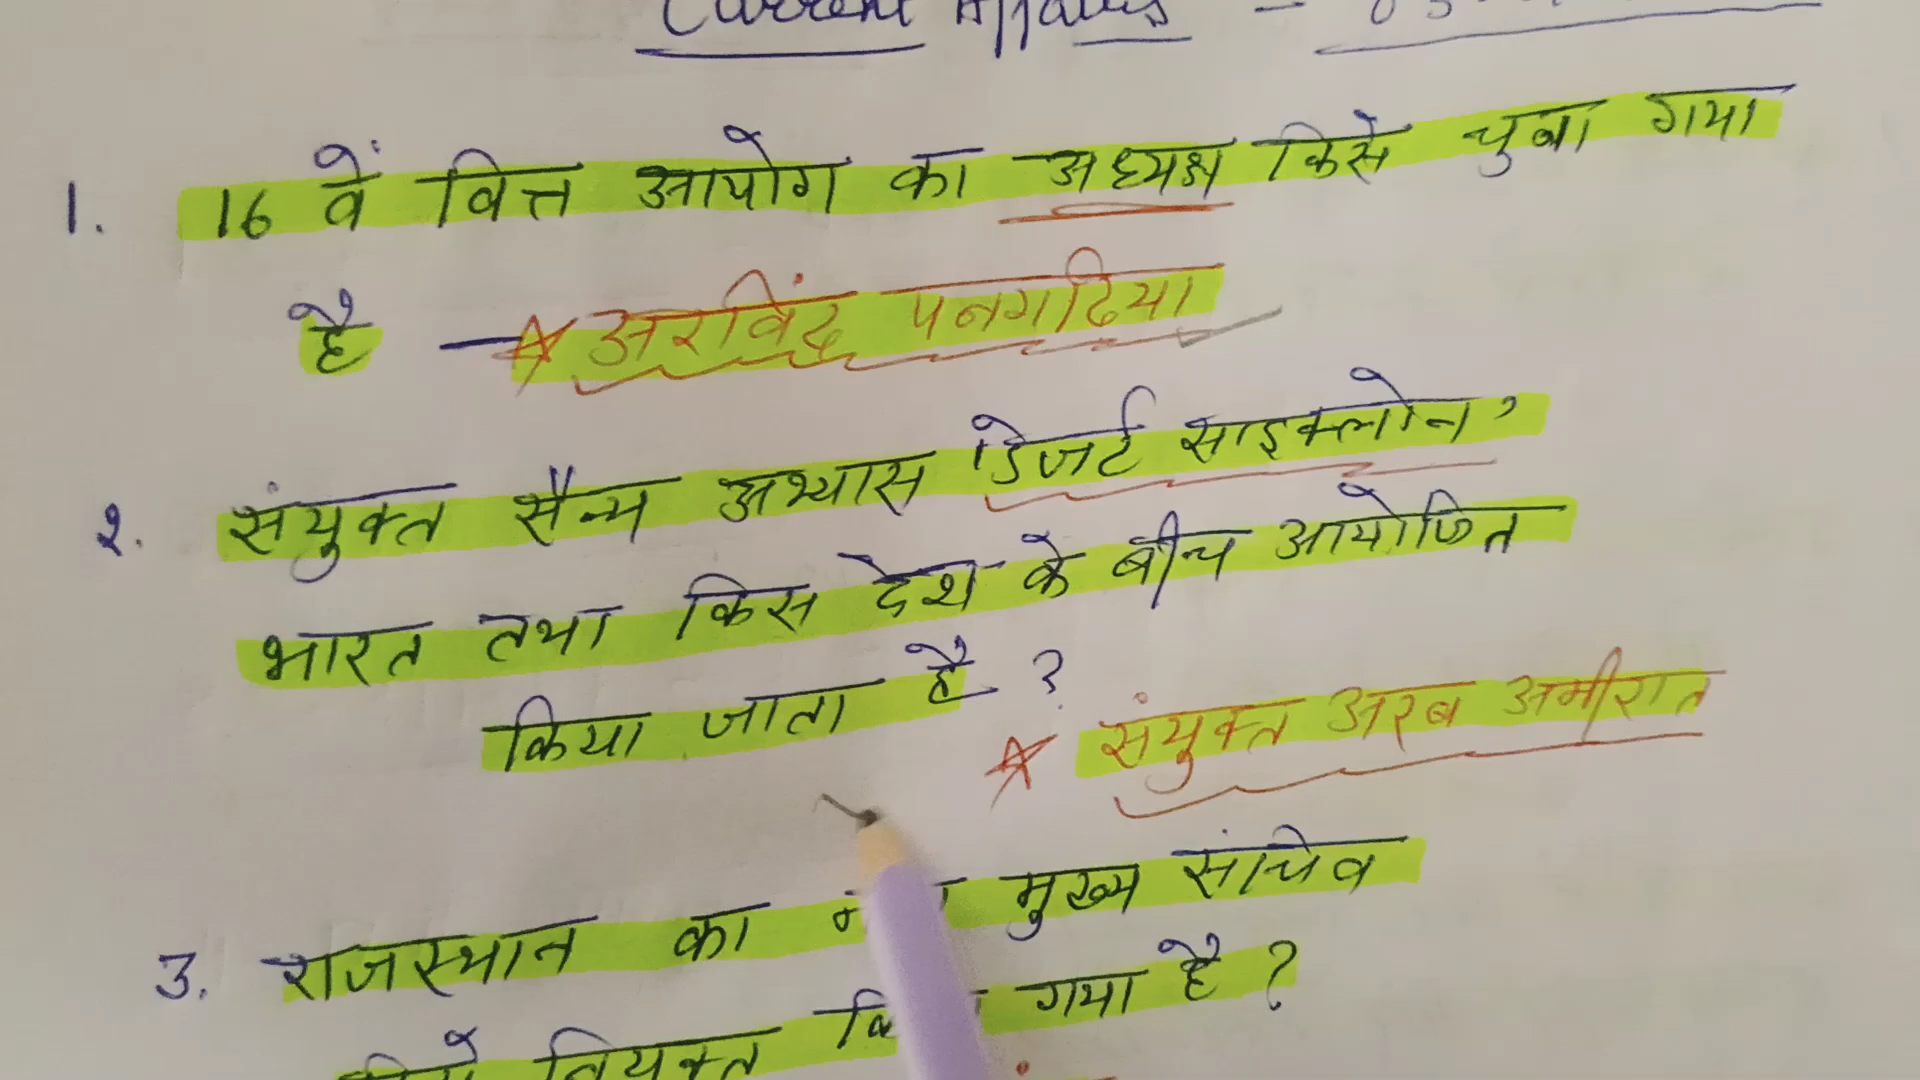 Current Affairs -
1. 16 वें वित्त आयोग का अध्यक्ष किसे चुना गया
है — अरविंद पनगढिया
2. संयुक्त सैन्य अभ्यास 'डेजर्ट साइक्लोन'
भारत तथा किस देश के बीच आयोजित
किया जाता है ?
संयुक्त अरब अमीरात
3. राजस्थान का मुख्य सचिव
नियुक्त गया है ?